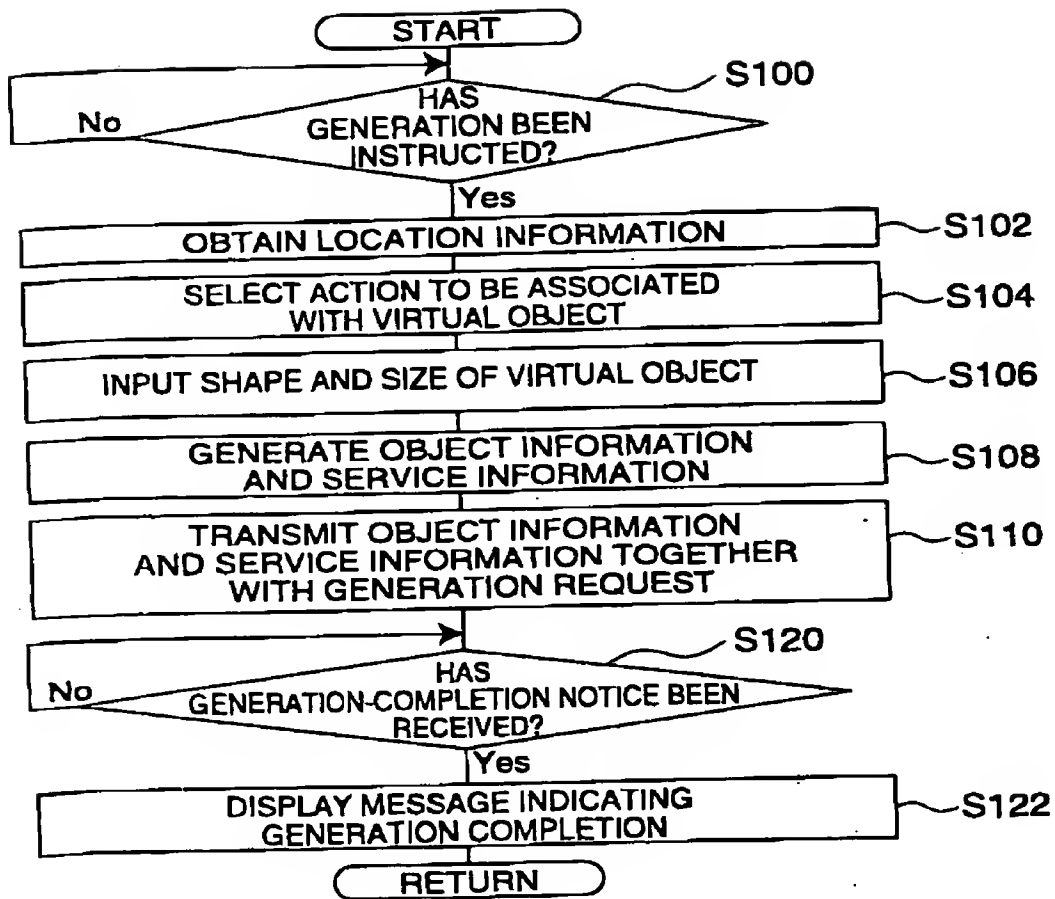 START
S100
HAS
GENERATION BEEN
INSTRUCTED?
No
Yes
OBTAIN LOCATION INFORMATION
S102
SELECT ACTION TO BE ASSOCIATED
WITH VIRTUAL OBJECT
S104
INPUT SHAPE AND SIZE OF VIRTUAL OBJECT
S106
GENERATE OBJECT INFORMATION
AND SERVICE INFORMATION
S108
TRANSMIT OBJECT INFORMATION
AND SERVICE INFORMATION TOGETHER
WITH GENERATION REQUEST
S110
S120
HAS
GENERATION-COMPLETION NOTICE BEEN
RECEIVED?
No
Yes
DISPLAY MESSAGE INDICATING
GENERATION COMPLETION
S122
RETURN